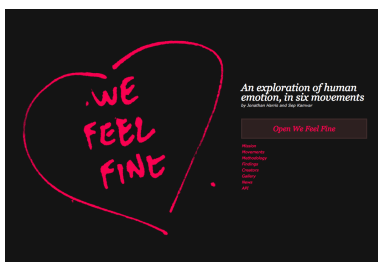 WE
FEEL
FINE
An exploration of human
emotion, in six movements
by Jonathan Harris and Sep Kamvar
Open We Feel Fine
Mission
Movements
Methodology
Findings
Creators
Gallery
News
API